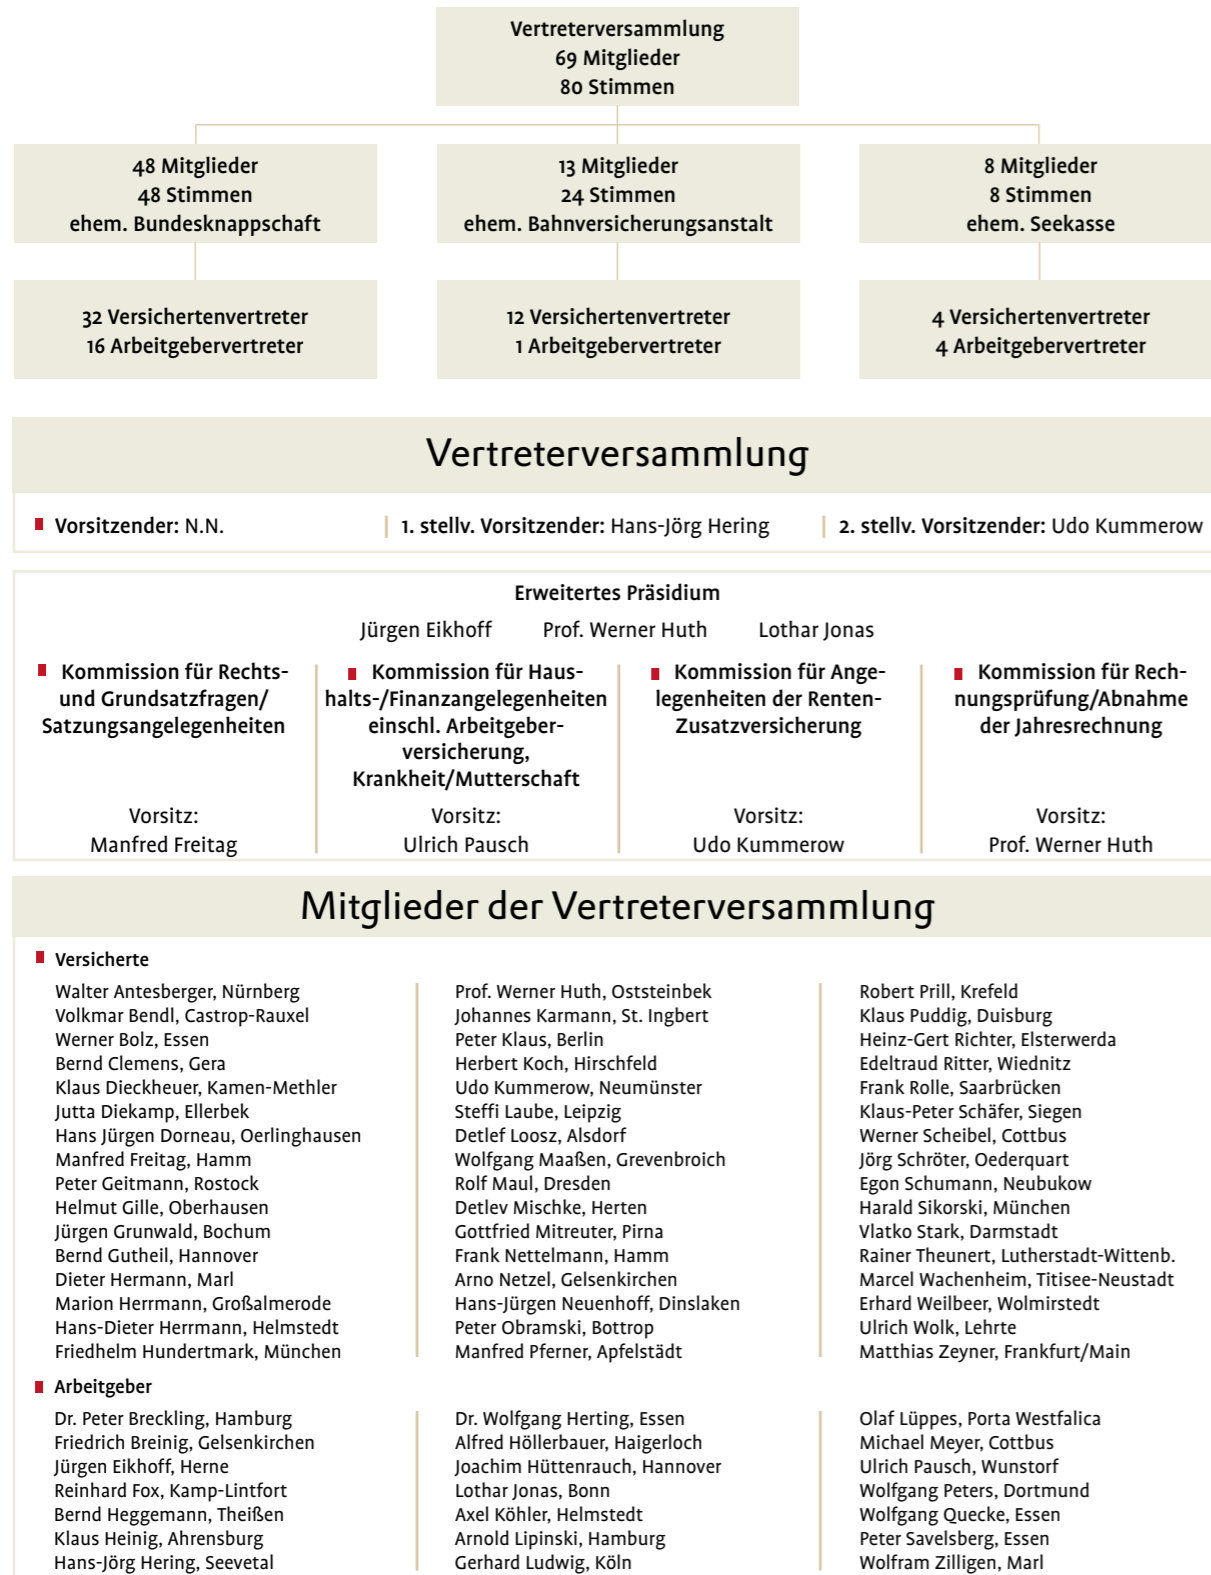 Vertreterversammlung
69 Mitglieder
80 Stimmen
48 Mitglieder
48 Stimmen
ehem. Bundesknappschaft
13 Mitglieder
24 Stimmen
ehem. Bahnversicherungsanstalt
8 Mitglieder
8 Stimmen
ehem. Seekasse
32 Versichertenvertreter
16 Arbeitgebervertreter
12 Versichertenvertreter
1 Arbeitgebervertreter
4 Versichertenvertreter
4 Arbeitgebervertreter
Vertreterversammlung
Vorsitzender: N.N.
1. stellv. Vorsitzender: Hans-Jörg Hering
2. stellv. Vorsitzender: Udo Kummerow
Erweitertes Präsidium
Jürgen Eikhoff Prof. Werner Huth Lothar Jonas
Kommission für Rechts-
und Grundsatzfragen/
Satzungsangelegenheiten
Vorsitz:
Manfred Freitag
Kommission für Haus-
halts-/Finanzangelegenheiten
einschl. Arbeitgeber-
versicherung,
Krankheit/Mutterschaft
Vorsitz:
Ulrich Pausch
Kommission für Ange-
legenheiten der Renten-
Zusatzversicherung
Vorsitz:
Udo Kummerow
Kommission für Rech-
nungsprüfung/Abnahme
der Jahresrechnung
Vorsitz:
Prof. Werner Huth
Mitglieder der Vertreterversammlung
Versicherte
Walter Antesberger, Nürnberg
Volkmar Bendl, Castrop-Rauxel
Werner Bolz, Essen
Bernd Clemens, Gera
Klaus Dieckheuer, Kamen-Methler
Jutta Diekamp, Ellerbek
Hans Jürgen Dorneau, Oerlinghausen
Manfred Freitag, Hamm
Peter Geitmann, Rostock
Helmut Gille, Oberhausen
Jürgen Grunwald, Bochum
Bernd Gutheil, Hannover
Dieter Hermann, Marl
Marion Herrmann, Großalmerode
Hans-Dieter Herrmann, Helmstedt
Friedhelm Hundertmark, München
Prof. Werner Huth, Oststeinbek
Johannes Karmann, St. Ingbert
Peter Klaus, Berlin
Herbert Koch, Hirschfeld
Udo Kummerow, Neumünster
Steffi Laube, Leipzig
Detlef Loosz, Alsdorf
Wolfgang Maaßen, Grevenbroich
Rolf Maul, Dresden
Detlev Mischke, Herten
Gottfried Mitreuter, Pirna
Frank Nettelmann, Hamm
Arno Netzel, Gelsenkirchen
Hans-Jürgen Neuenhoff, Dinslaken
Peter Obramski, Bottrop
Manfred Pferner, Apfelstädt
Robert Prill, Krefeld
Klaus Puddig, Duisburg
Heinz-Gert Richter, Elsterwerda
Edeltraud Ritter, Wiednitz
Frank Rolle, Saarbrücken
Klaus-Peter Schäfer, Siegen
Werner Scheibel, Cottbus
Jörg Schröter, Oederquart
Egon Schumann, Neubukow
Harald Sikorski, München
Vlatko Stark, Darmstadt
Rainer Theunert, Lutherstadt-Wittenb.
Marcel Wachenheim, Titisee-Neustadt
Erhard Weilbeer, Wolmirstedt
Ulrich Wolk, Lehrte
Matthias Zeyner, Frankfurt/Main
Arbeitgeber
Dr. Peter Breckling, Hamburg
Friedrich Breinig, Gelsenkirchen
Jürgen Eikhoff, Herne
Reinhard Fox, Kamp-Lintfort
Bernd Heggemann, Theißen
Klaus Heinig, Ahrensburg
Hans-Jörg Hering, Seevetal
Dr. Wolfgang Herting, Essen
Alfred Höllerbauer, Haigerloch
Joachim Hüttenrauch, Hannover
Lothar Jonas, Bonn
Axel Köhler, Helmstedt
Arnold Lipinski, Hamburg
Gerhard Ludwig, Köln
Olaf Lüppes, Porta Westfalica
Michael Meyer, Cottbus
Ulrich Pausch, Wunstorf
Wolfgang Peters, Dortmund
Wolfgang Quecke, Essen
Peter Savelsberg, Essen
Wolfram Zilligen, Marl